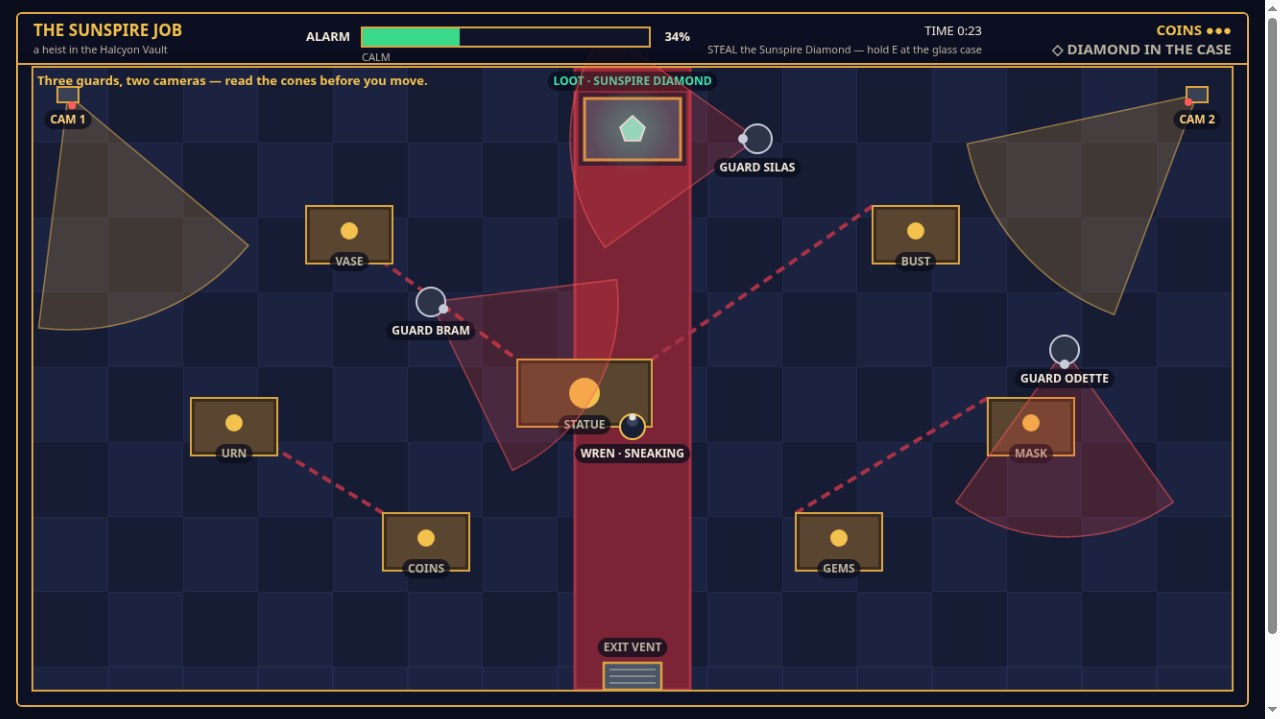 THE SUNSPIRE JOB
a heist in the Halcyon Vault
ALARM
34%
CALM
TIME 0:23
STEAL the Sunspire Diamond — hold E at the glass case
COINS ●●●
◇ DIAMOND IN THE CASE
Three guards, two cameras — read the cones before you move.
LOOT · SUNSPIRE DIAMOND
CAM 1
CAM 2
GUARD SILAS
VASE
BUST
GUARD BRAM
GUARD ODETTE
STATUE
WREN · SNEAKING
URN
MASK
COINS
GEMS
EXIT VENT